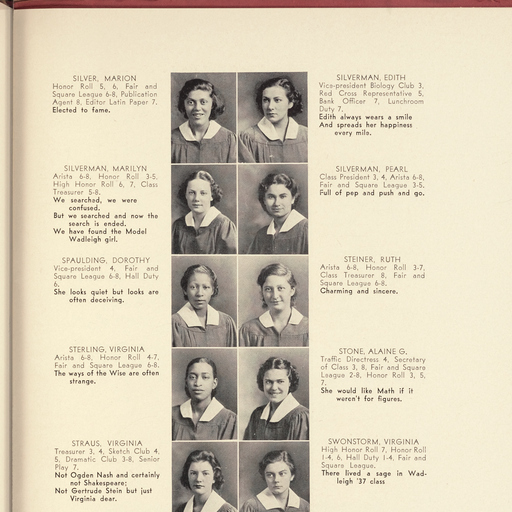 SILVER, MARION
Honor Roll 5, 6, Fair and
Square League 6-8, Publication
Agent 8, Editor Latin Paper 7.
Elected to fame.
SILVERMAN, EDITH
Vice-president Biology Club 3,
Red Cross Representative 5,
Bank Officer 7, Lunchroom
Duty 7.
Edith always wears a smile
And spreads her happiness
every mile.
SILVERMAN, MARILYN
Arista 6-8, Honor Roll 3-5,
High Honor Roll 6, 7, Class
Treasurer 5-8.
We searched, we were
confused.
But we searched and now the
search is ended.
We have found the Model
Wadleigh girl.
SILVERMAN, PEARL
Class President 3, 4, Arista 6-8,
Fair and Square League 3-5.
Full of pep and push and go.
SPAULDING, DOROTHY
Vice-president 4, Fair and
Square League 6-8, Hall Duty
6.
She looks quiet but looks are
often deceiving.
STEINER, RUTH
Arista 6-8, Honor Roll 3-7,
Class Treasurer 8, Fair and
Square League 6-8.
Charming and sincere.
STERLING, VIRGINIA
Arista 6-8, Honor Roll 4-7,
Fair and Square League 6-8.
The ways of the Wise are often
strange.
STONE, ALAINE G.
Traffic Directress 4, Secretary
of Class 3, 8, Fair and Square
League 2-8, Honor Roll 3, 5,
7.
She would like Math if it
weren't for figures.
STRAUS, VIRGINIA
Treasurer 3, 4, Sketch Club 4,
5, Dramatic Club 3-8, Senior
Play 7.
Not Ogden Nash and certainly
not Shakespeare;
Not Gertrude Stein but just
Virginia dear.
SWONSTORM, VIRGINIA
High Honor Roll 7, Honor Roll
1-4, 6, Hall Duty 1-4, Fair and
Square League.
There lived a sage in Wad-
leigh '37 class